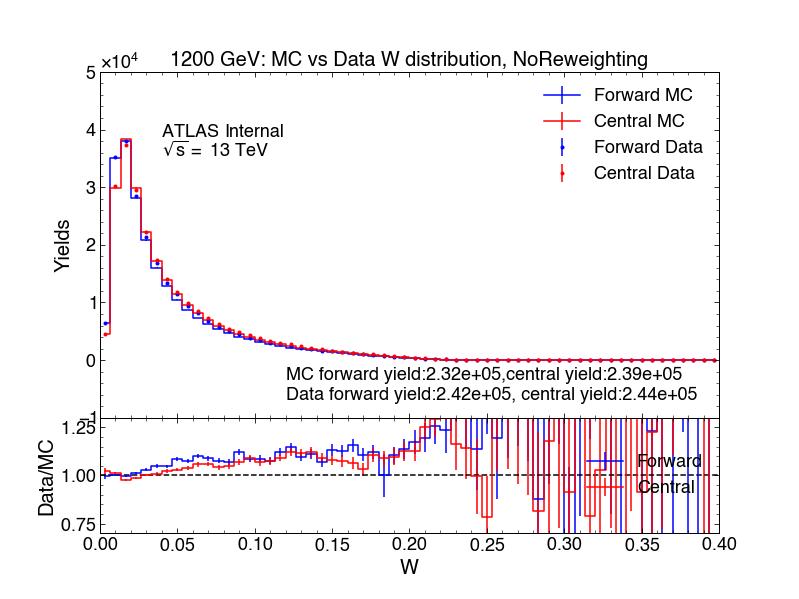 ×10⁴
1200 GeV: MC vs Data W distribution, NoReweighting
5
4
3
2
1
0
−1
Yields
ATLAS Internal
√s = 13 TeV
Forward MC
Central MC
Forward Data
Central Data
MC forward yield:2.32e+05,central yield:2.39e+05
Data forward yield:2.42e+05, central yield:2.44e+05
1.25
1.00
0.75
Data/MC
Forward
Central
0.00 0.05 0.10 0.15 0.20 0.25 0.30 0.35 0.40
W